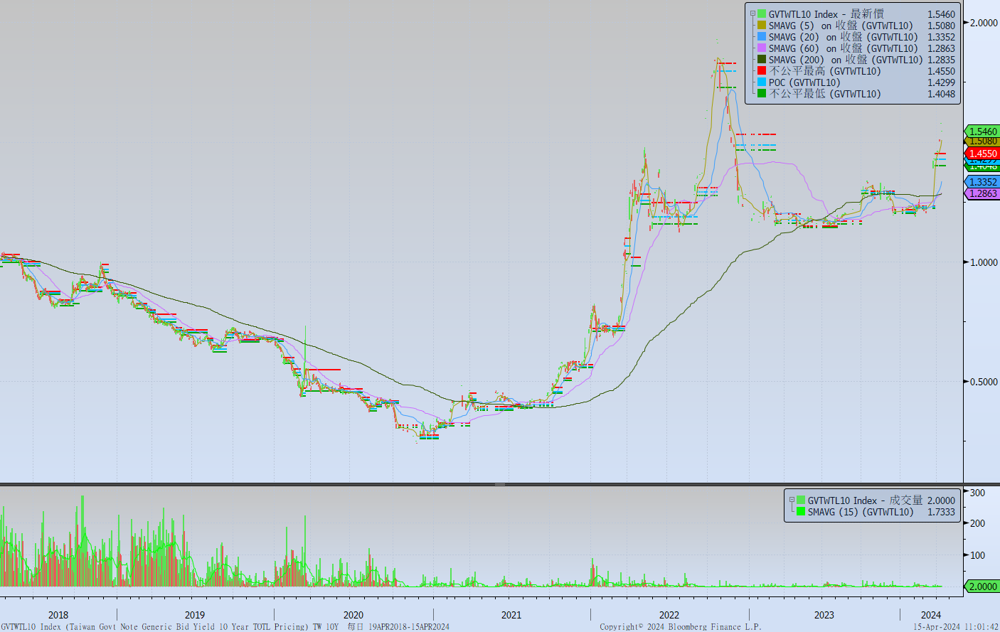 GVTWTL10 Index - 最新價 1.5460
SMAVG (5) on 收盤 (GVTWTL10) 1.5080
SMAVG (20) on 收盤 (GVTWTL10) 1.3352
SMAVG (60) on 收盤 (GVTWTL10) 1.2863
SMAVG (200) on 收盤 (GVTWTL10) 1.2835
不公平最高 (GVTWTL10) 1.4550
POC (GVTWTL10) 1.4299
不公平最低 (GVTWTL10) 1.4048
2.0000
1.5460
1.5080
1.4550
1.4299
1.4048
1.3352
1.2863
1.0000
0.5000
GVTWTL10 Index - 成交量 2.0000
SMAVG (15) (GVTWTL10) 1.7333
300
200
100
2.0000
2018 2019 2020 2021 2022 2023 2024
GVTWTL10 Index (Taiwan Govt Note Generic Bid Yield 10 Year TOTL Pricing) TW 10Y 每日 19APR2018-15APR2024 Copyright© 2024 Bloomberg Finance L.P. 15-Apr-2024 11:01:42